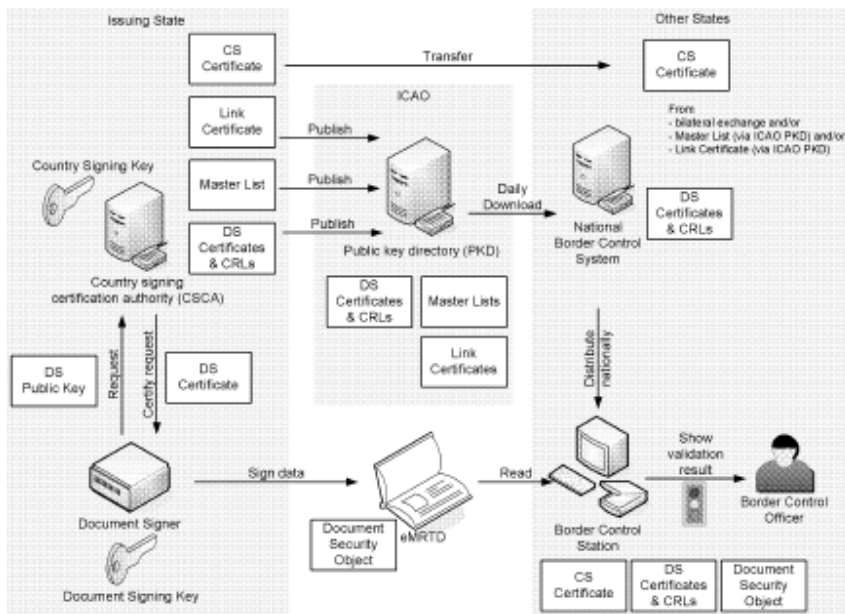 Issuing State
Other States
CS
Certificate
Transfer
CS
Certificate
ICAO
Link
Certificate
Publish
From
- bilateral exchange and/or
- Master List (via ICAO PKD) and/or
- Link Certificate (via ICAO PKD)
Country Signing Key
Master List
Publish
Daily
Download
DS
Certificates
& CRLs
Publish
Public key directory (PKD)
National
Border Control
System
DS
Certificates
& CRLs
Country signing
certification authority (CSCA)
DS
Certificates
& CRLs
Master Lists
Link
Certificates
DS
Public Key
Request
Certify request
DS
Certificate
Distribute
nationally
Sign data
Read
Show
validation
result
Document Signer
Document
Security
Object
eMRTD
Border Control
Station
Border Control
Officer
Document Signing Key
CS
Certificate
DS
Certificates
& CRLs
Document
Security
Object